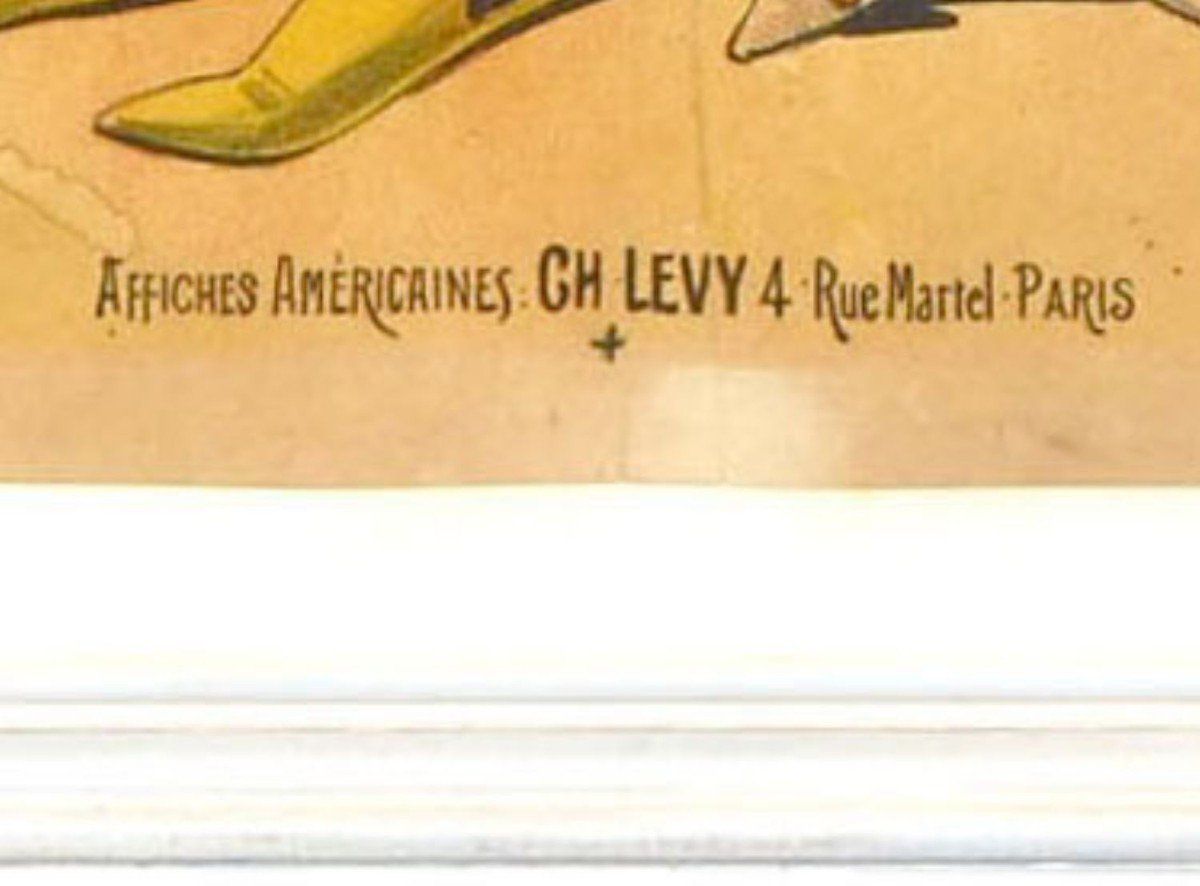 AFFICHES AMÉRICAINES. CH LEVY 4 · Rue Martel · PARIS